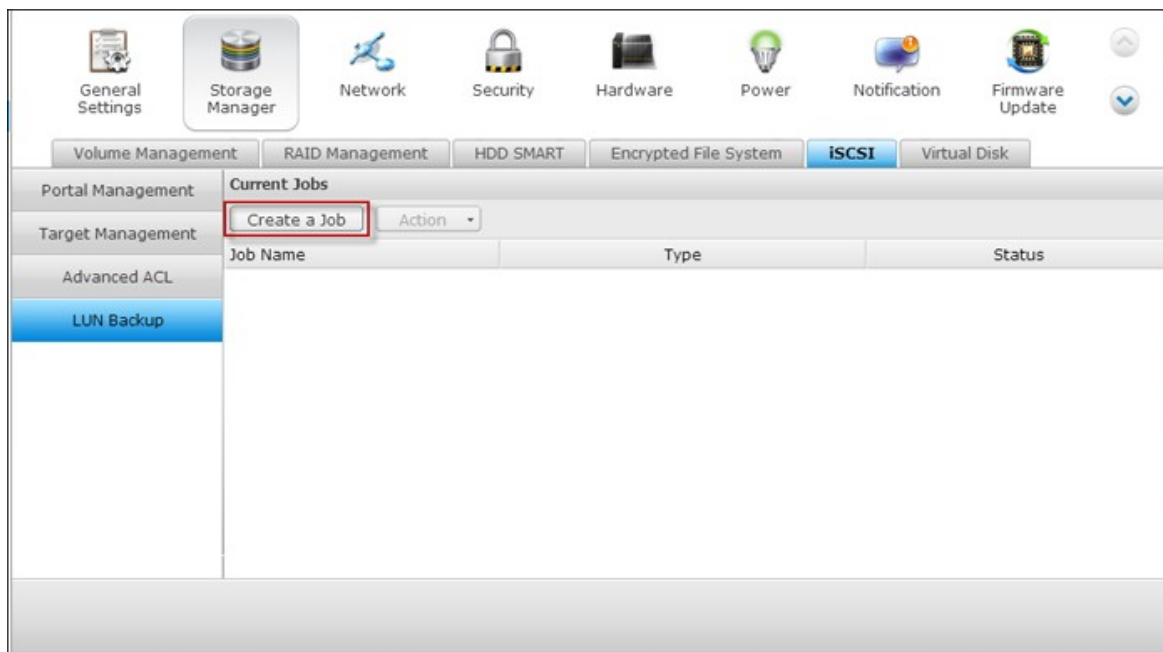 General Settings
Storage Manager
Network
Security
Hardware
Power
Notification
Firmware Update
Volume Management
RAID Management
HDD SMART
Encrypted File System
iSCSI
Virtual Disk
Portal Management
Target Management
Advanced ACL
LUN Backup
Current Jobs
Create a Job
Action
Job Name
Type
Status